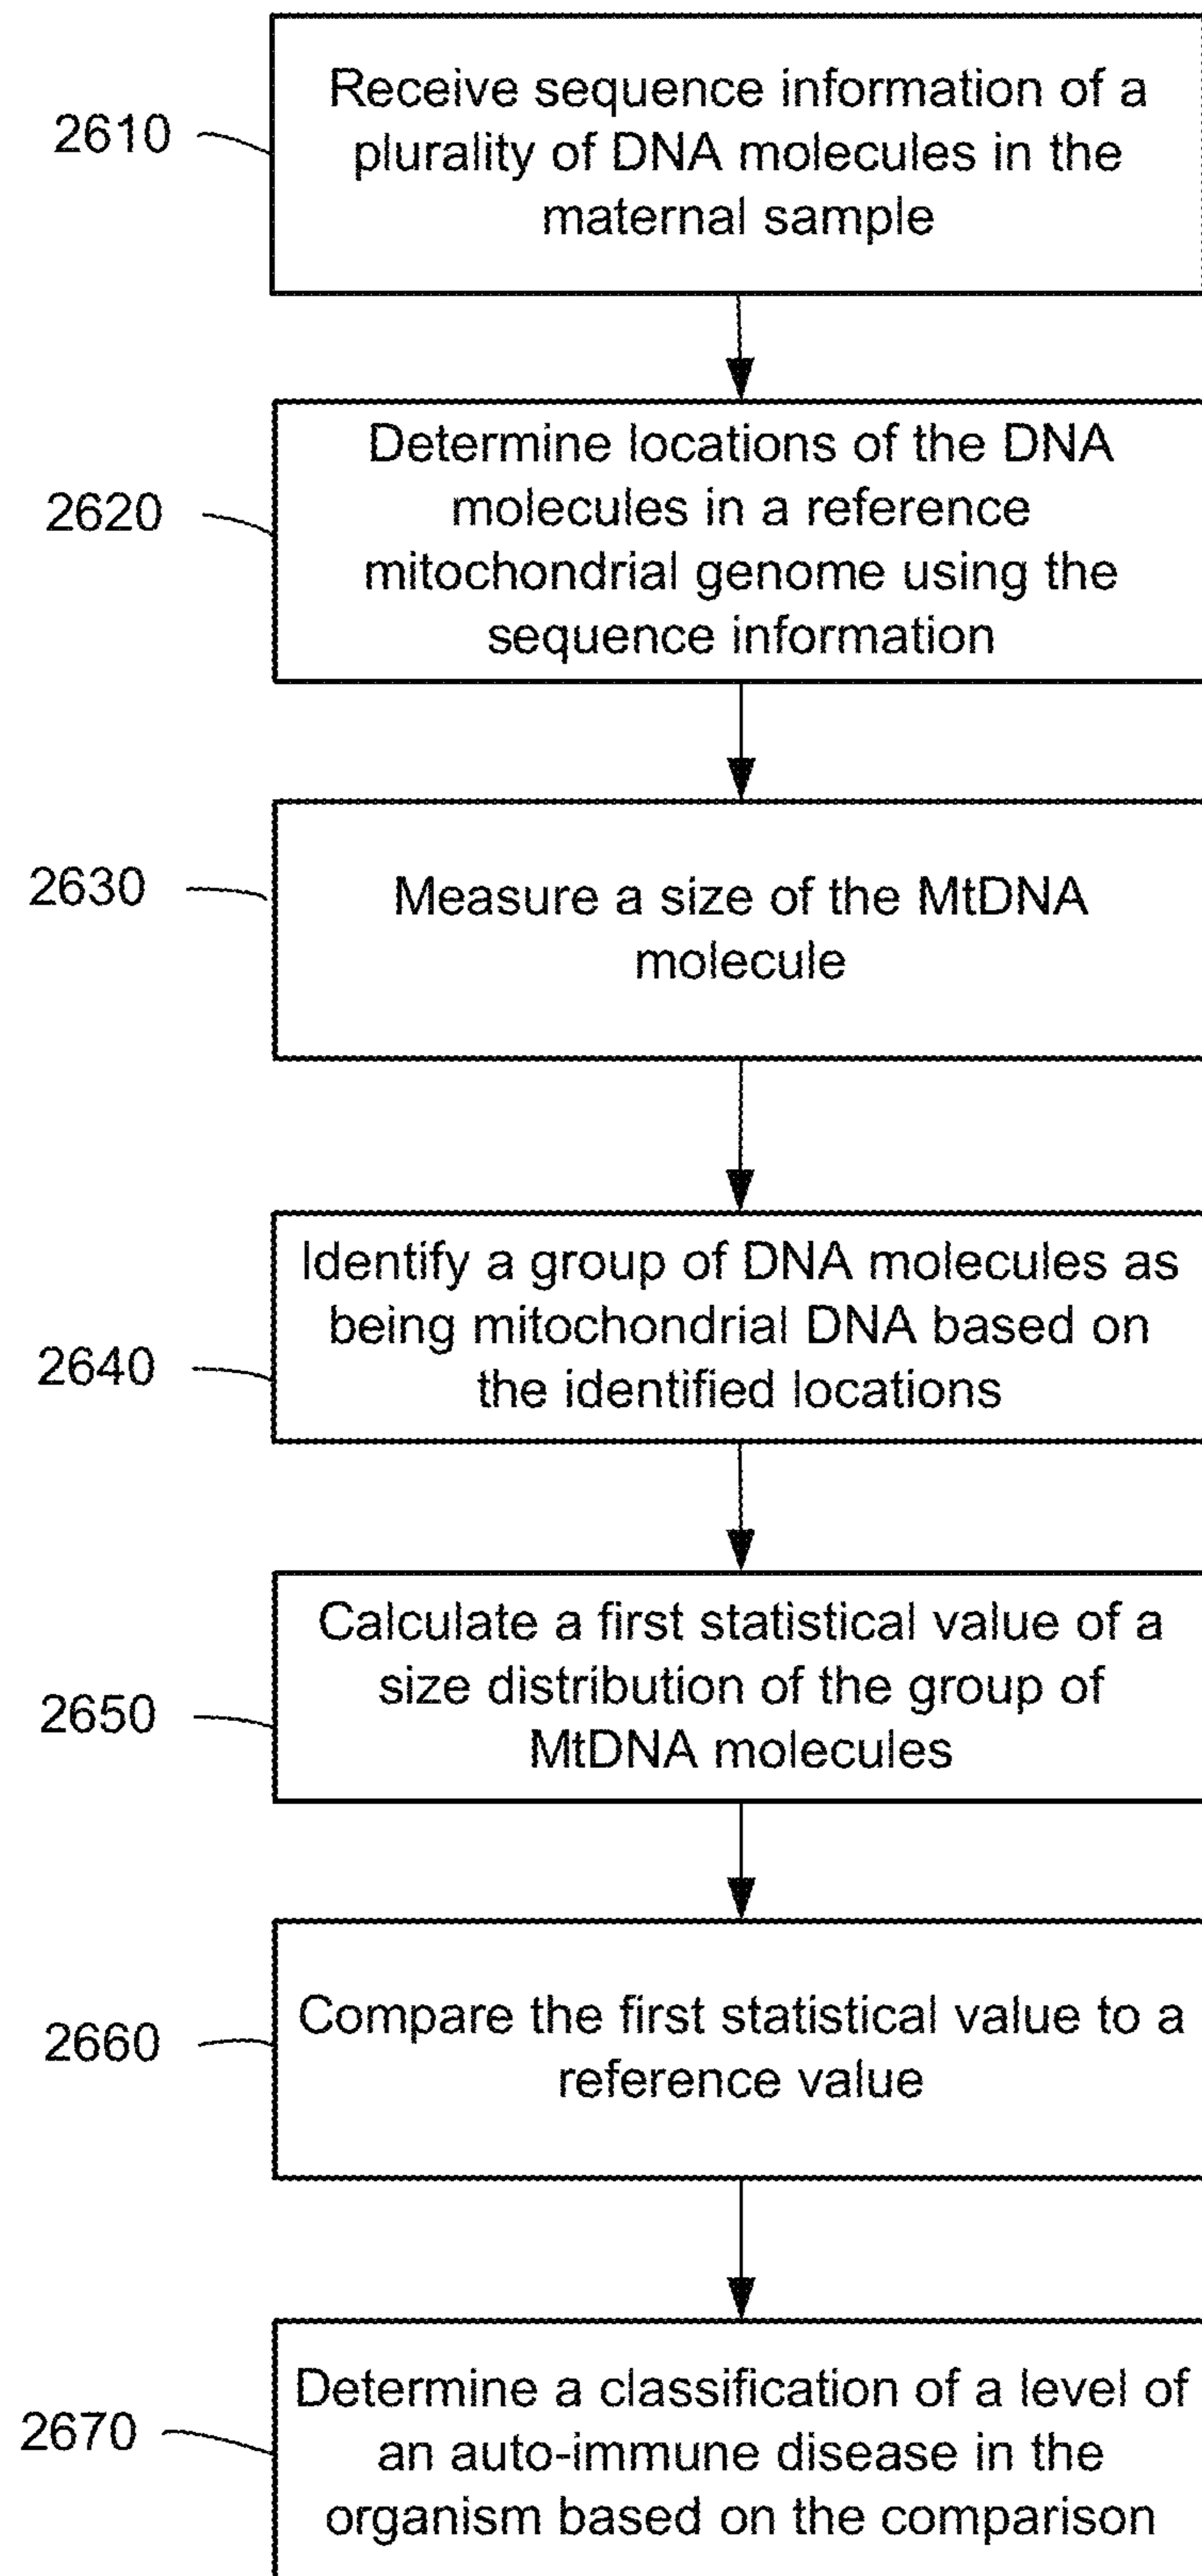 2610
Receive sequence information of a
plurality of DNA molecules in the
maternal sample
2620
Determine locations of the DNA
molecules in a reference
mitochondrial genome using the
sequence information
2630
Measure a size of the MtDNA
molecule
2640
Identify a group of DNA molecules as
being mitochondrial DNA based on
the identified locations
2650
Calculate a first statistical value of a
size distribution of the group of
MtDNA molecules
2660
Compare the first statistical value to a
reference value
2670
Determine a classification of a level of
an auto-immune disease in the
organism based on the comparison